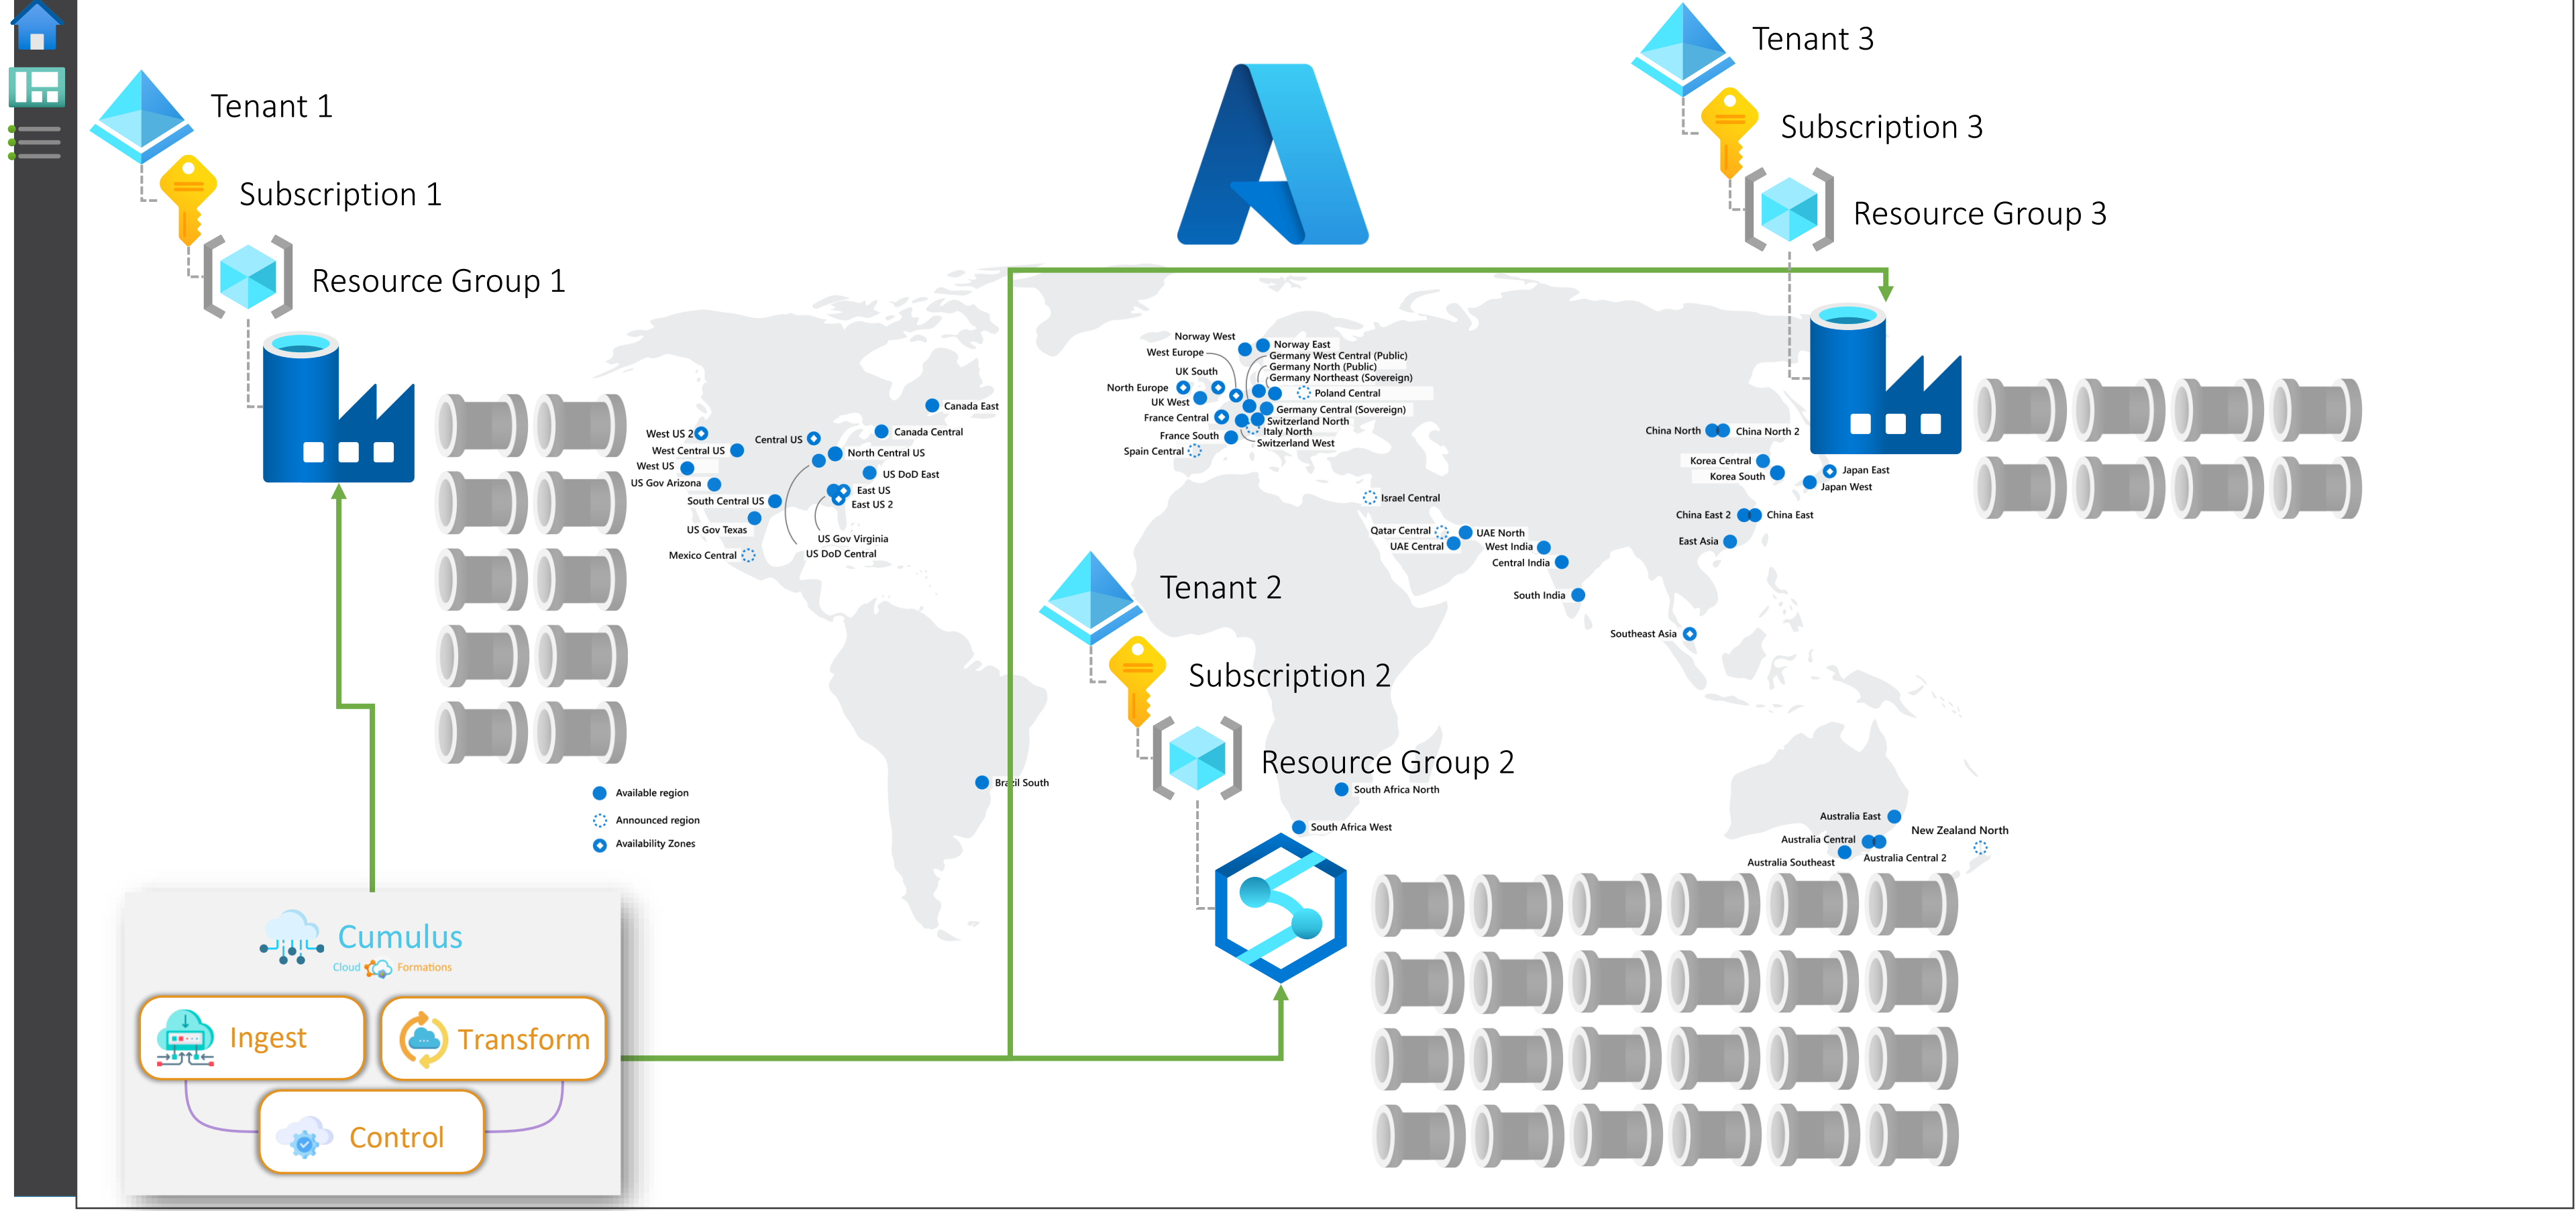 Tenant 1
Subscription 1
Resource Group 1
Tenant 3
Subscription 3
Resource Group 3
Tenant 2
Subscription 2
Resource Group 2
Canada East
Canada Central
West US 2
Central US
West Central US
North Central US
West US
US DoD East
US Gov Arizona
East US
South Central US
East US 2
US Gov Texas
US Gov Virginia
Mexico Central
US DoD Central
Brazil South
Norway West
Norway East
West Europe
Germany West Central (Public)
Germany North (Public)
UK South
Germany Northeast (Sovereign)
North Europe
Poland Central
UK West
Germany Central (Sovereign)
France Central
Switzerland North
Italy North
France South
Switzerland West
Spain Central
Israel Central
Qatar Central
UAE North
UAE Central
West India
Central India
South India
China North
China North 2
Korea Central
Japan East
Korea South
Japan West
China East 2
China East
East Asia
Southeast Asia
South Africa North
South Africa West
Australia East
New Zealand North
Australia Central
Australia Central 2
Australia Southeast
Available region
Announced region
Availability Zones
Cumulus
Cloud Formations
Ingest
Transform
Control